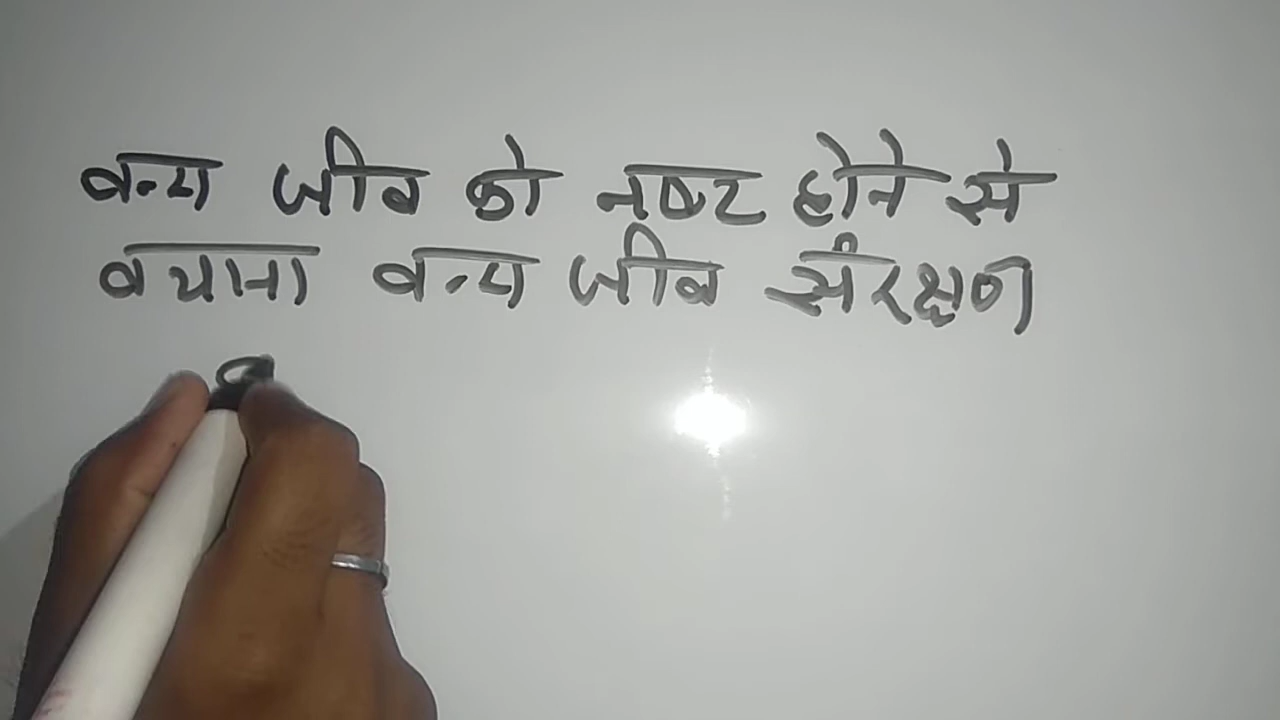 वन्य जीव को नष्ट होने से
बचाना वन्य जीव संरक्षण